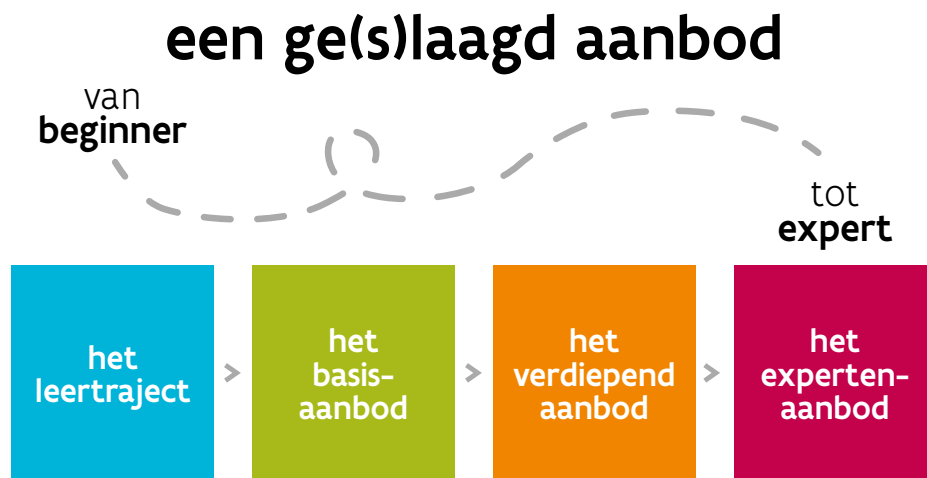 een ge(s)laagd aanbod
van
beginner
tot
expert
het
leertraject
>
het
basis-
aanbod
>
het
verdiepend
aanbod
>
het
experten-
aanbod